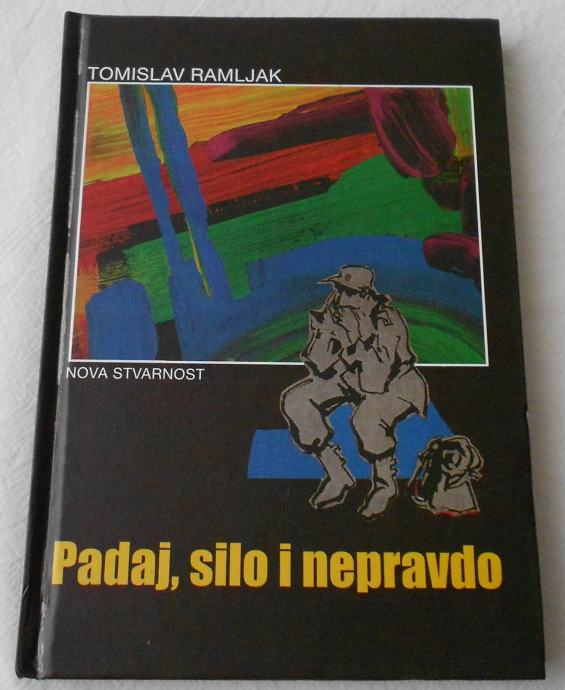 TOMISLAV RAMLJAK
NOVA STVARNOST
Padaj, silo i nepravdo